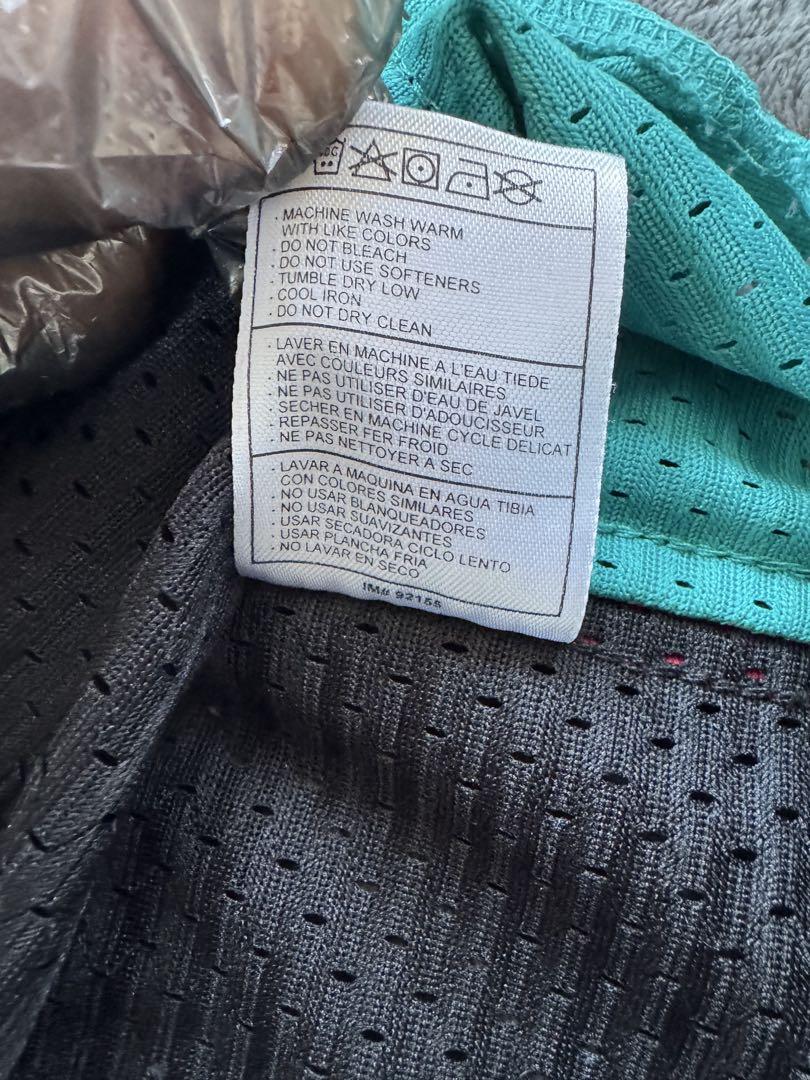 · MACHINE WASH WARM
WITH LIKE COLORS
· DO NOT BLEACH
· DO NOT USE SOFTENERS
· TUMBLE DRY LOW
· COOL IRON
· DO NOT DRY CLEAN
· LAVER EN MACHINE A L'EAU TIEDE
AVEC COULEURS SIMILAIRES
· NE PAS UTILISER D'EAU DE JAVEL
· NE PAS UTILISER D'ADOUCISSEUR
· SECHER EN MACHINE CYCLE DELICAT
· REPASSER FER FROID
· NE PAS NETTOYER A SEC
· LAVAR A MAQUINA EN AGUA TIBIA
CON COLORES SIMILARES
· NO USAR BLANQUEADORES
· NO USAR SUAVIZANTES
· USAR SECADORA CICLO LENTO
· USAR PLANCHA FRIA
· NO LAVAR EN SECO
IM# 92155